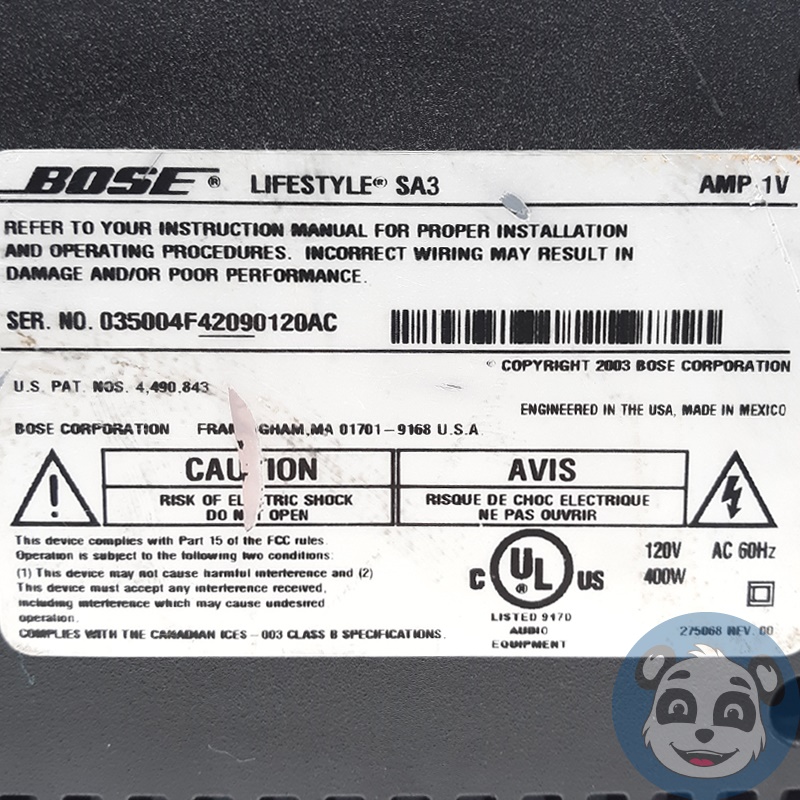 BOSE® LIFESTYLE® SA3 AMP 1V
REFER TO YOUR INSTRUCTION MANUAL FOR PROPER INSTALLATION
AND OPERATING PROCEDURES. INCORRECT WIRING MAY RESULT IN
DAMAGE AND/OR POOR PERFORMANCE.
SER. NO. 035004F42090120AC
© COPYRIGHT 2003 BOSE CORPORATION
U.S. PAT. NOS. 4,490,843
ENGINEERED IN THE USA, MADE IN MEXICO
BOSE CORPORATION MA 01701-9168 U.S.A.
CAUTION
RISK OF ELECTRIC SHOCK
DO NOT OPEN
AVIS
RISQUE DE CHOC ELECTRIQUE
NE PAS OUVRIR
This device complies with Part 15 of the FCC rules.
Operation is subject to the following two conditions:
(1) This device may not cause harmful interference and (2)
This device must accept any interference received,
including interference which may cause undesired
operation.
COMPLIES WITH THE CANADIAN ICES-003 CLASS B SPECIFICATIONS.
C UL® US
LISTED 917D
AUDIO
EQUIPMENT
120V AC 60Hz
400W
275068 REV. 00